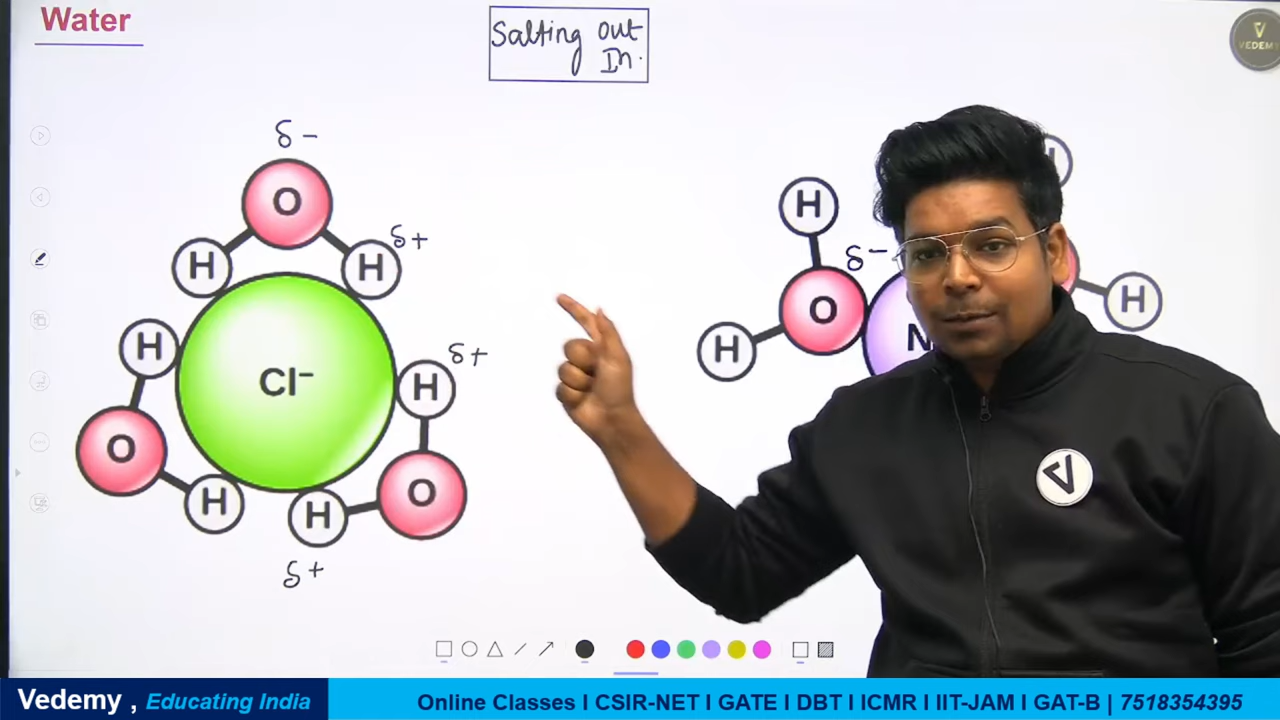 Water
Salting out
In.
VEDEMY
δ-
O
H
H
δ+
Cl⁻
H
O
H
H
δ+
H
O
δ+
H
O
H
δ-
N
H
Vedemy , Educating India
Online Classes I CSIR-NET I GATE I DBT I ICMR I IIT-JAM I GAT-B I 7518354395